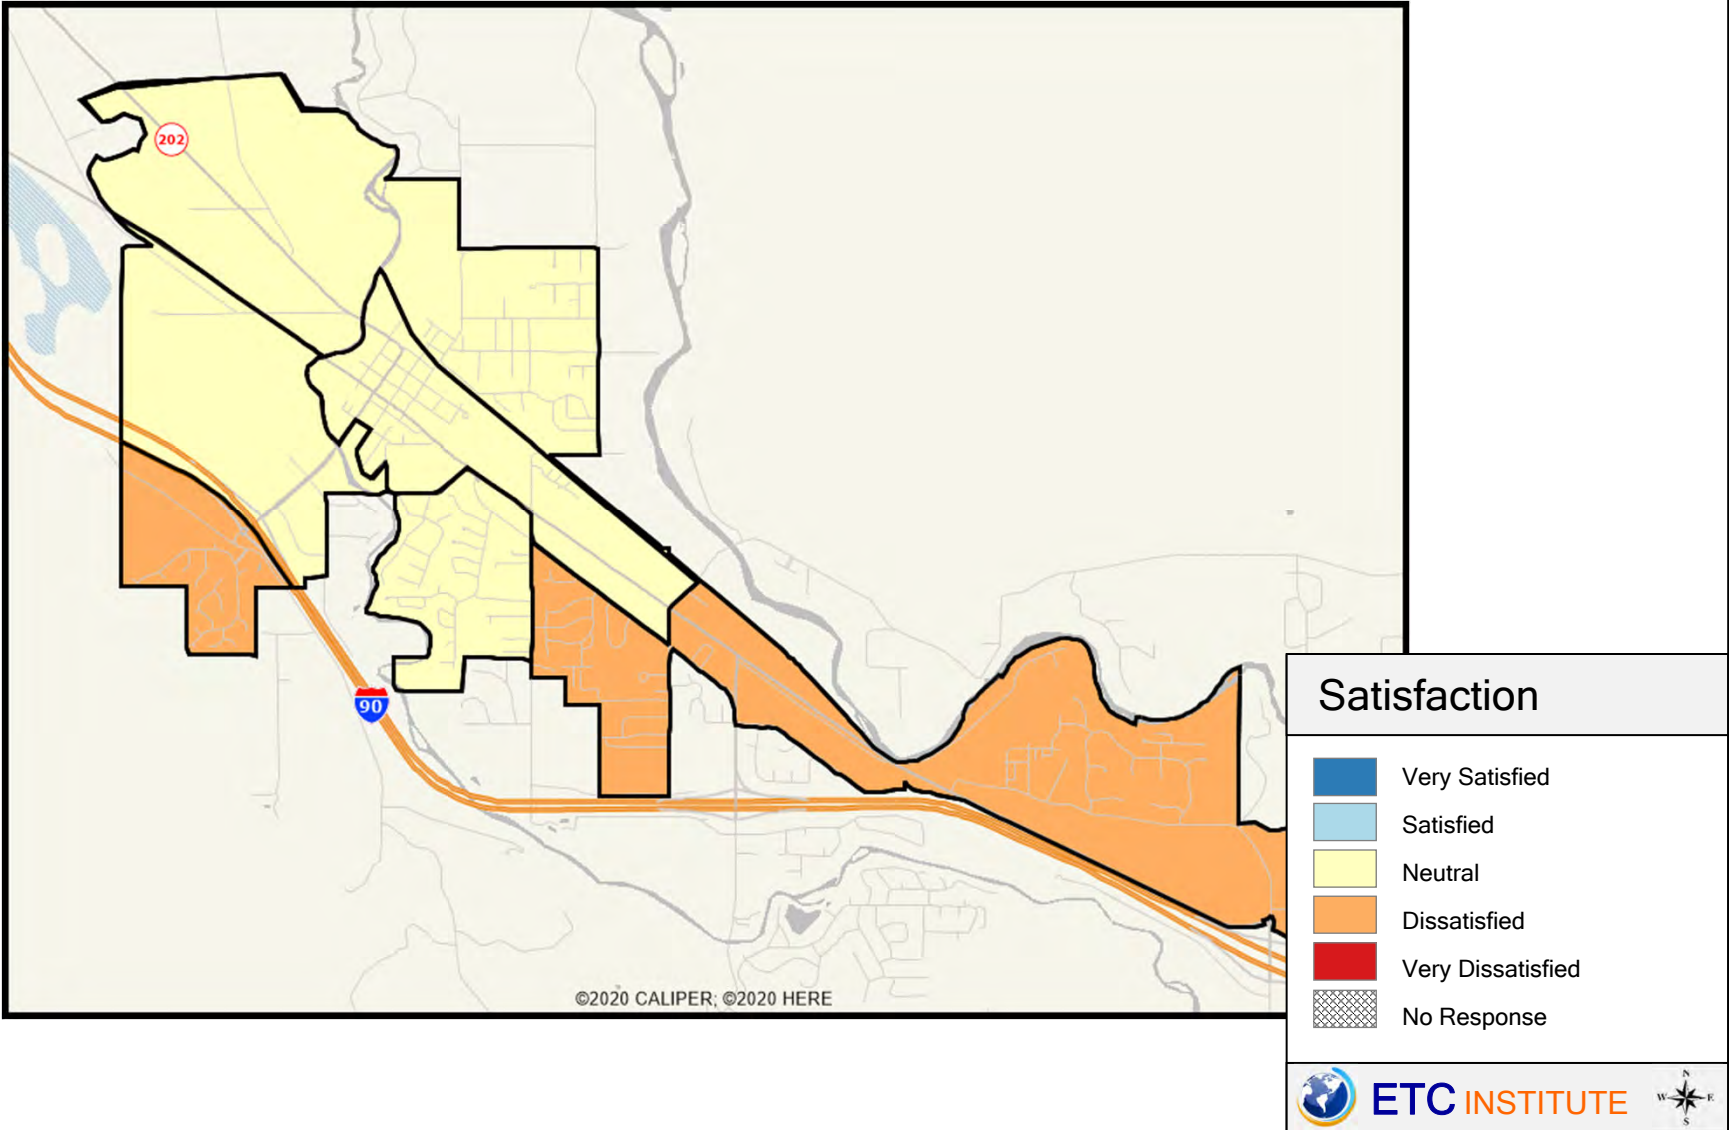 202
90
©2020 CALIPER; ©2020 HERE
Satisfaction
Very Satisfied
Satisfied
Neutral
Dissatisfied
Very Dissatisfied
No Response
ETC INSTITUTE
N
W E
S